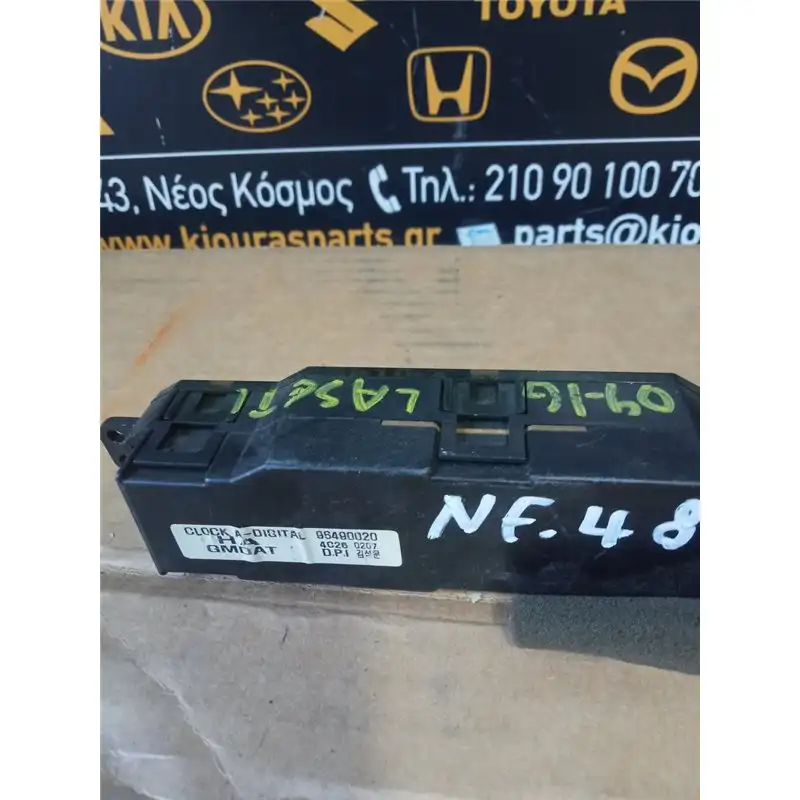 KIA
TOYOTA
43, Νέος Κόσμος Τηλ.: 210 90 100 70
www.kiourasparts.gr parts@kio
LASETI 04-16
NE.48
CLOCK A-DIGITAL 96490020
HA 4C26 0207
GMDAT D.P.I